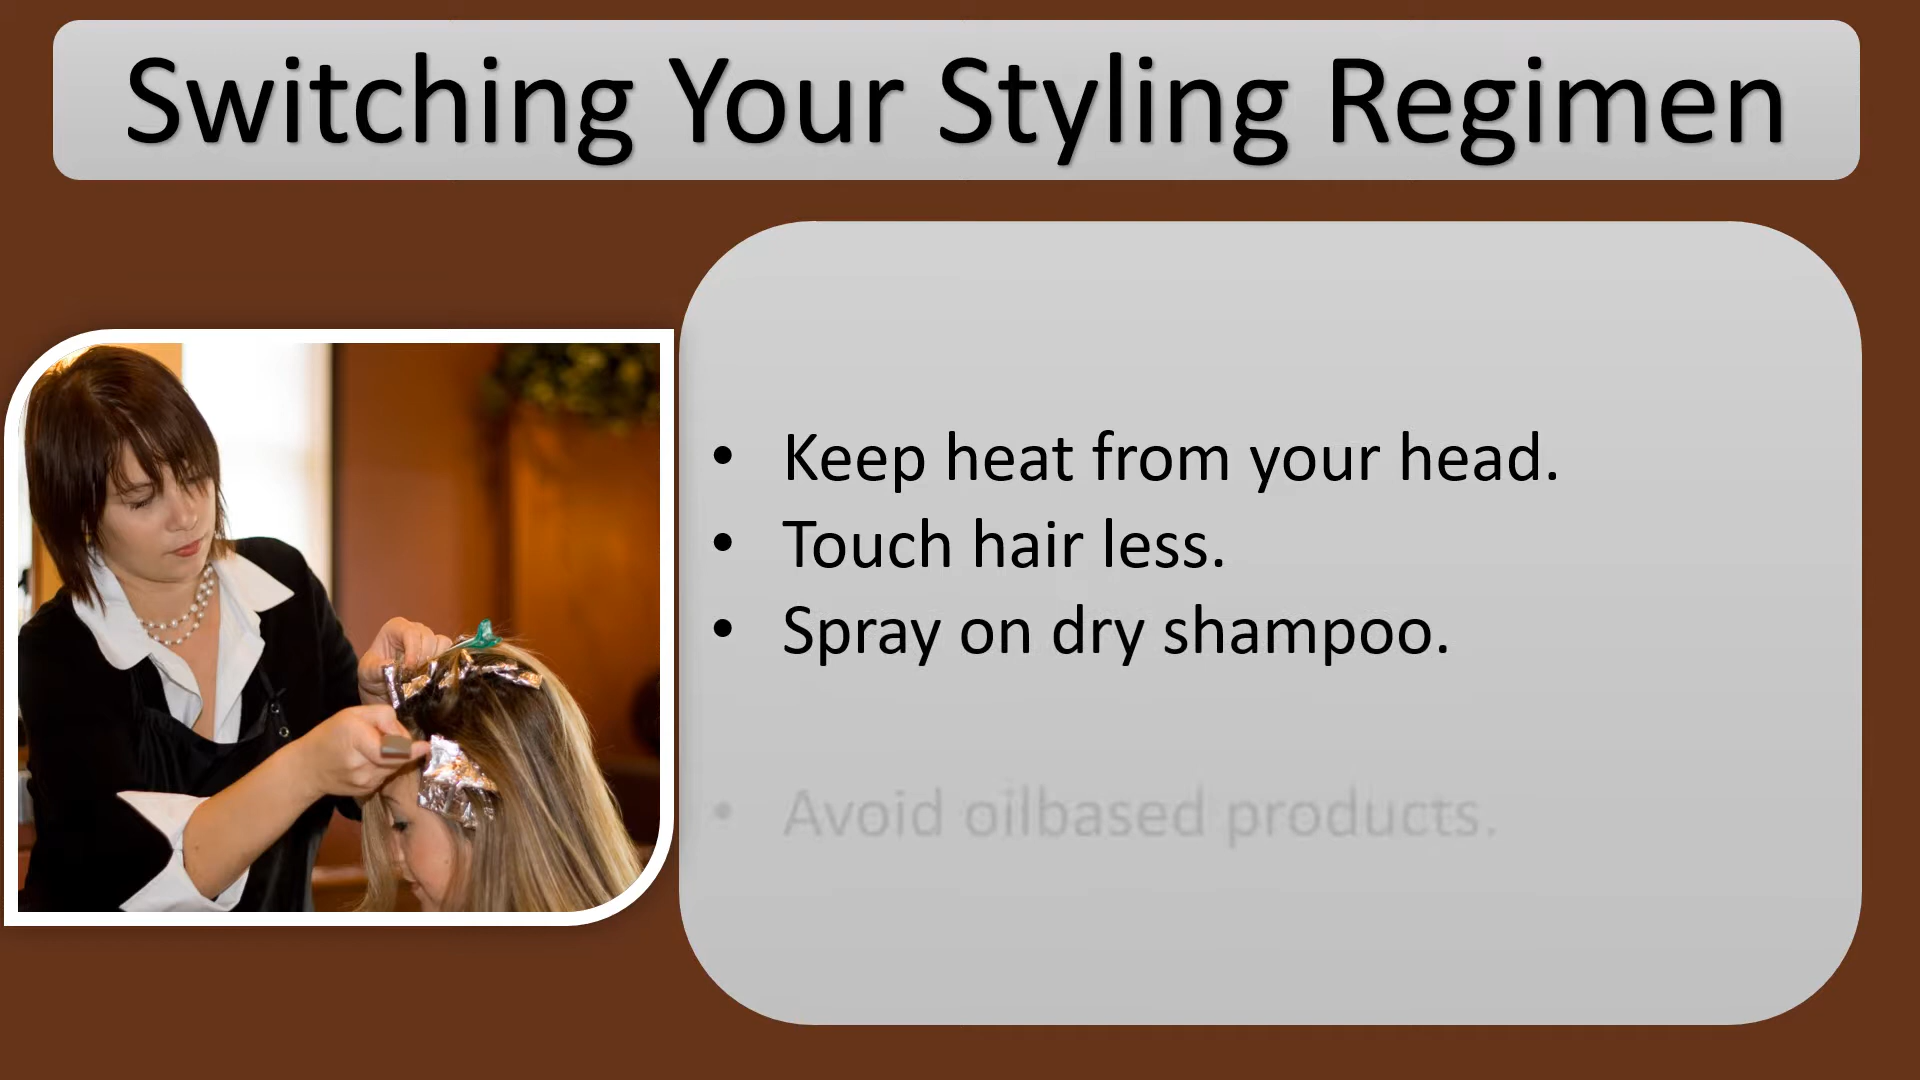 Switching Your Styling Regimen
• Keep heat from your head.
• Touch hair less.
• Spray on dry shampoo.
• Avoid oilbased products.